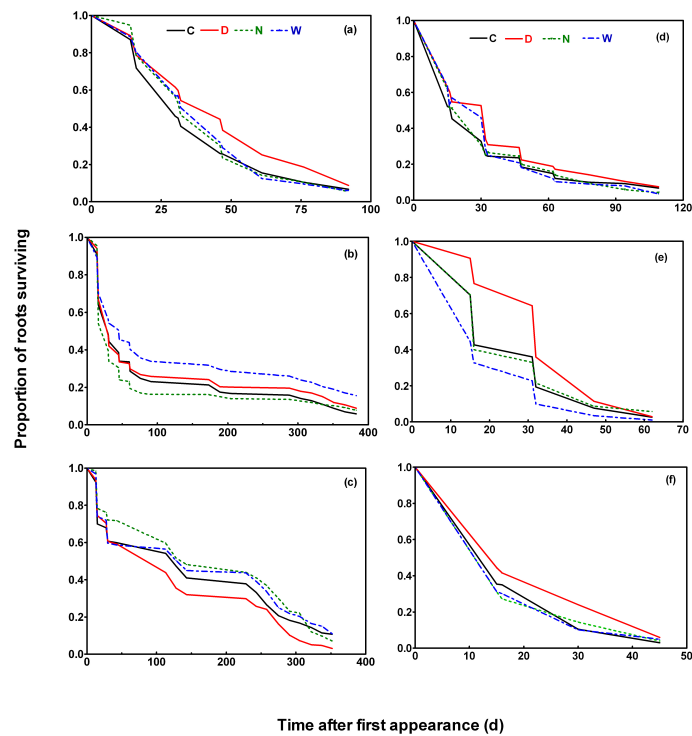 (a)
C D N W
1.0
0.8
0.6
0.4
0.2
0.0
0 25 50 75 100
(d)
C D N W
1.0
0.8
0.6
0.4
0.2
0.0
0 30 60 90 120
(b)
1.0
0.8
0.6
0.4
0.2
0.0
0 100 200 300 400
(e)
1.0
0.8
0.6
0.4
0.2
0.0
0 10 20 30 40 50 60 70
(c)
1.0
0.8
0.6
0.4
0.2
0.0
0 100 200 300 400
(f)
1.0
0.8
0.6
0.4
0.2
0.0
0 10 20 30 40 50
Proportion of roots surviving
Time after first appearance (d)